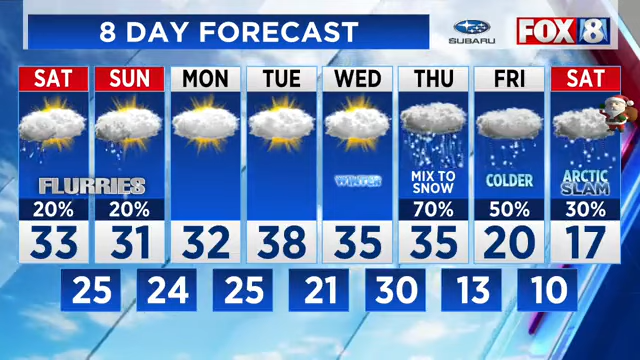 8 DAY FORECAST
SUBARU
FOX 8
SAT SUN MON TUE WED THU FRI SAT
FLURRIES
WINTER
MIX TO SNOW
COLDER
ARCTIC SLAM
20% 20% 70% 50% 30%
33 31 32 38 35 35 20 17
25 24 25 21 30 13 10